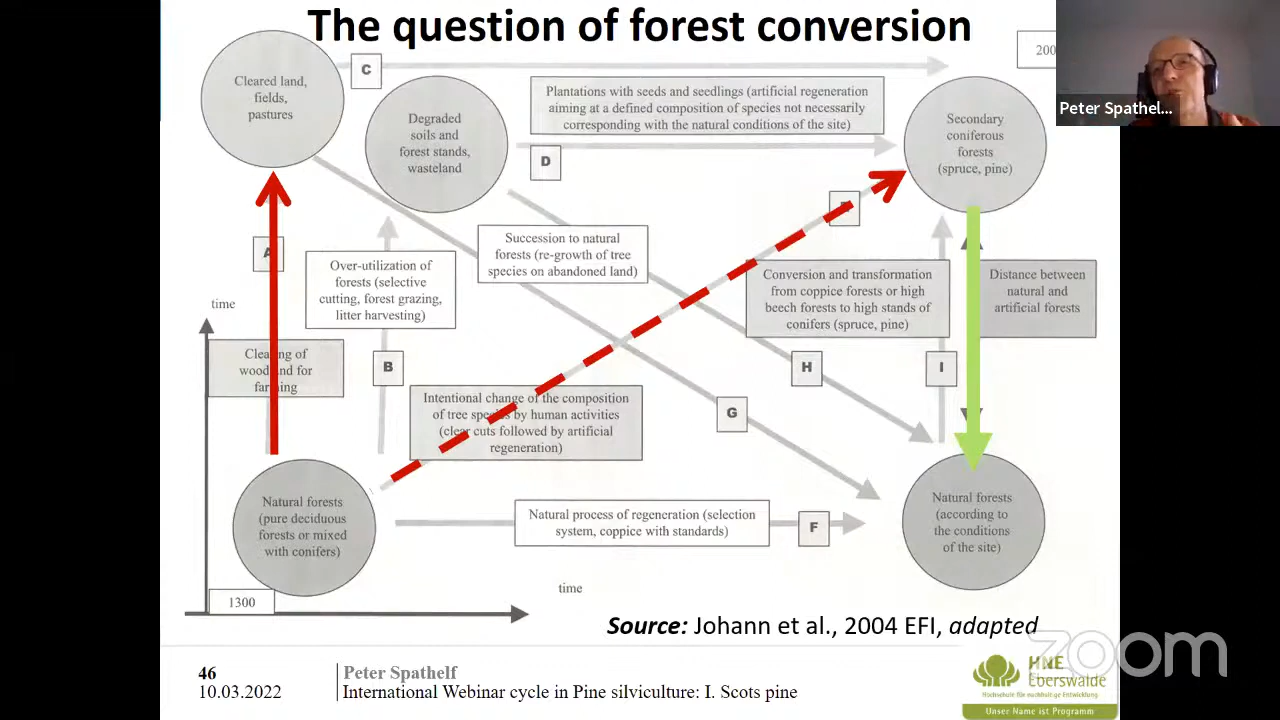 The question of forest conversion
200
Peter Spathel...
Cleared land,
fields,
pastures
C
Degraded
soils and
forest stands,
wasteland
Plantations with seeds and seedlings (artificial regeneration
aiming at a defined composition of species not necessarily
corresponding with the natural conditions of the site)
D
Secondary
coniferous
forests
(spruce, pine)
A
Over-utilization of
forests (selective
cutting, forest grazing,
litter harvesting)
Succession to natural
forests (re-growth of tree
species on abandoned land)
Conversion and transformation
from coppice forests or high
beech forests to high stands of
conifers (spruce, pine)
Distance between
natural and
artificial forests
time
Clearing of
woodland for
farming
B
H
I
Intentional change of the composition
of tree species by human activities
(clear cuts followed by artificial
regeneration)
G
Natural forests
(pure deciduous
forests or mixed
with conifers)
Natural process of regeneration (selection
system, coppice with standards)
F
Natural forests
(according to
the conditions
of the site)
time
1300
Source: Johann et al., 2004 EFI, adapted
zoom
46
Peter Spathelf
10.03.2022
International Webinar cycle in Pine silviculture: I. Scots pine
HNE
Eberswalde
Hochschule für nachhaltige Entwicklung
Unser Name ist Programm